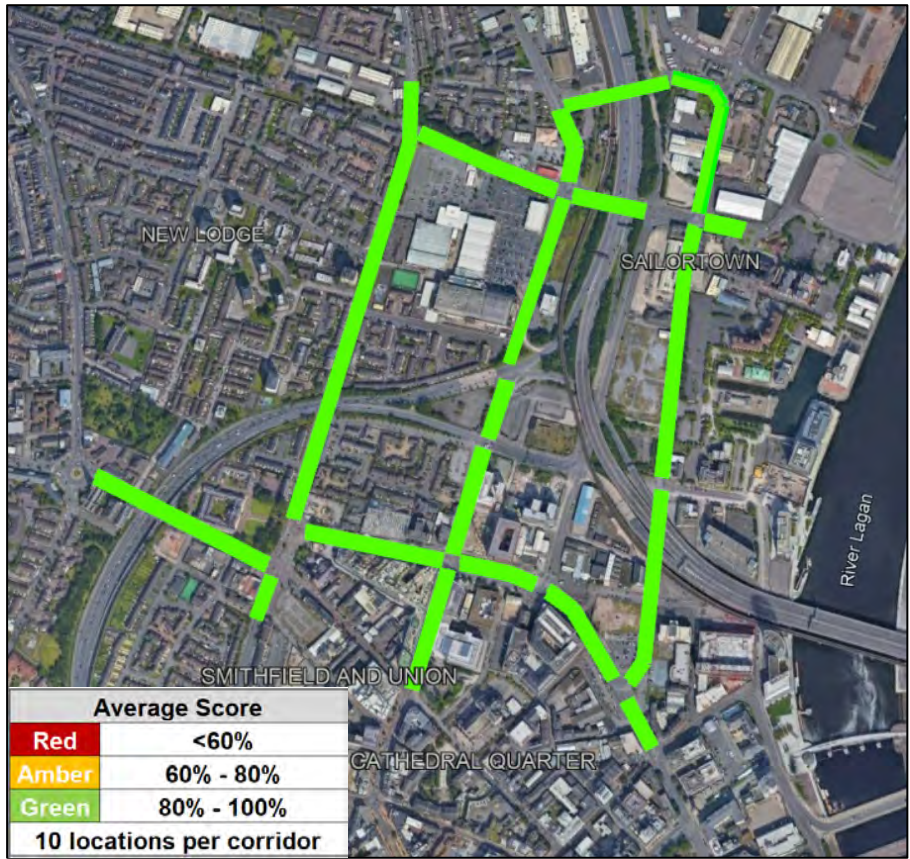 NEW LODGE
SAILORTOWN
River Lagan
SMITHFIELD AND UNION
CATHEDRAL QUARTER
Average Score
Red <60%
Amber 60% - 80%
Green 80% - 100%
10 locations per corridor